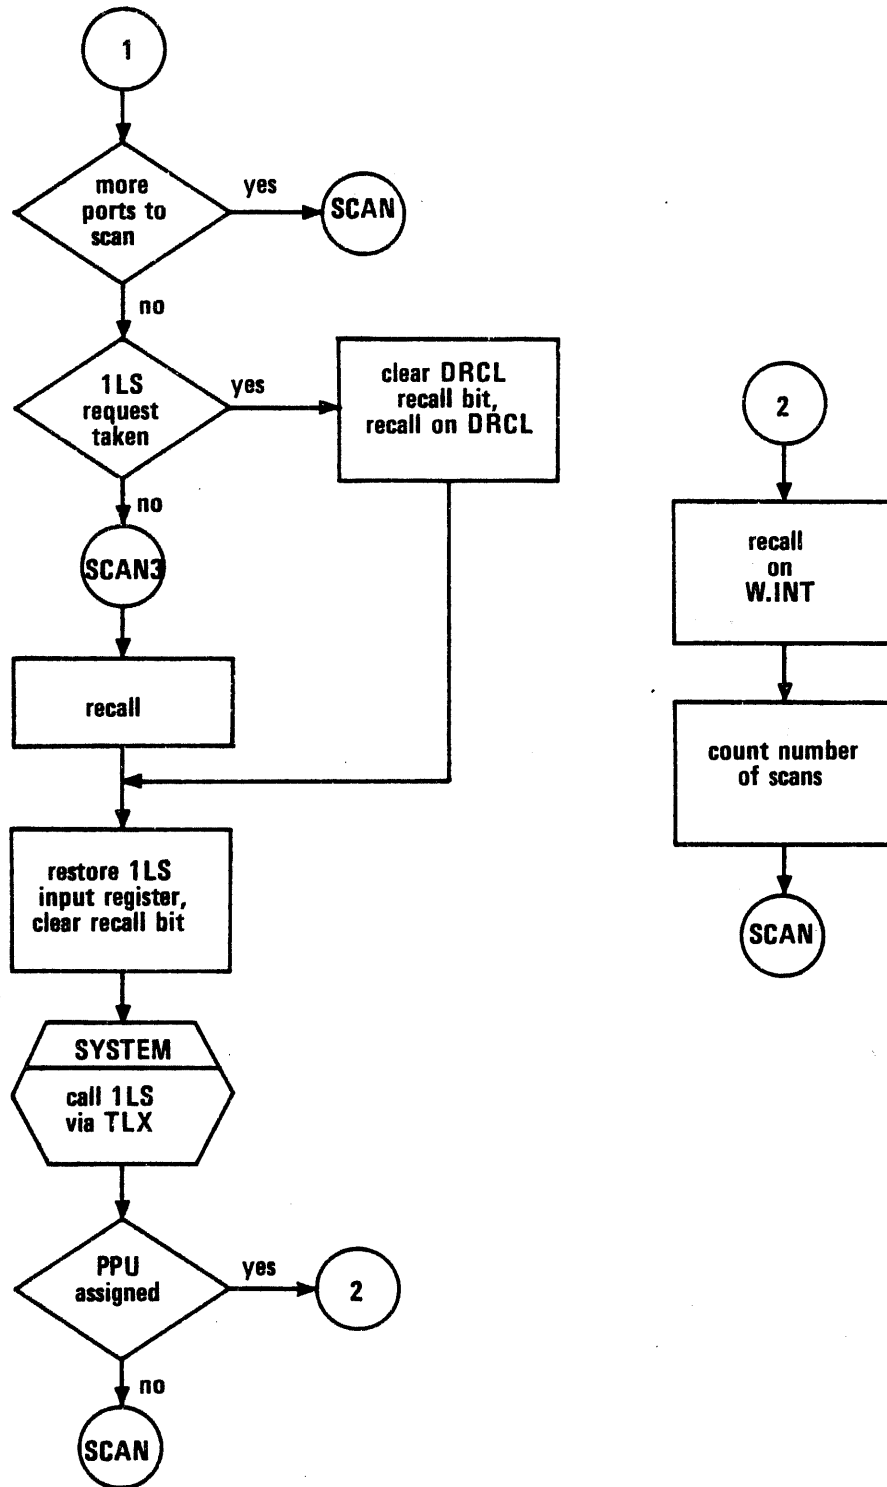 1
more
ports to
scan
yes
SCAN
no
1LS
request
taken
yes
clear DRCL
recall bit,
recall on DRCL
no
SCAN3
recall
restore 1LS
input register,
clear recall bit
SYSTEM
call 1LS
via TLX
PPU
assigned
yes
2
no
SCAN
2
recall
on
W.INT
count number
of scans
SCAN